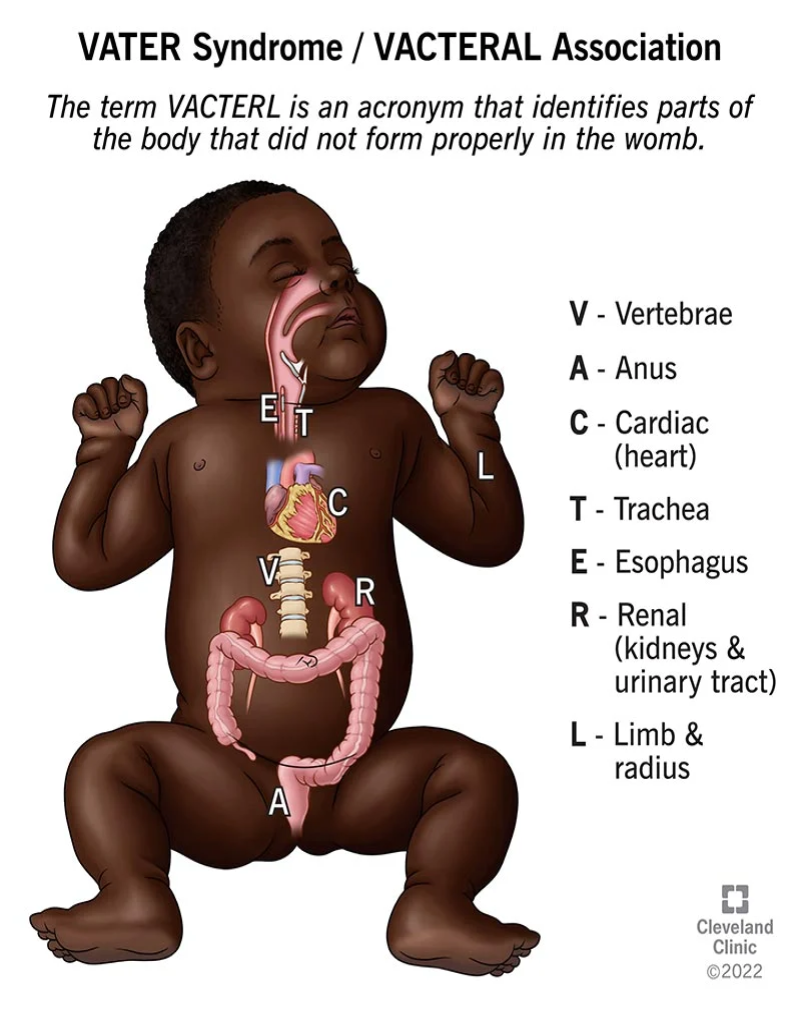 VATER Syndrome / VACTERAL Association
The term VACTERL is an acronym that identifies parts of
the body that did not form properly in the womb.
E
T
L
C
V
R
A
V - Vertebrae
A - Anus
C - Cardiac
(heart)
T - Trachea
E - Esophagus
R - Renal
(kidneys &
urinary tract)
L - Limb &
radius
Cleveland
Clinic
©2022